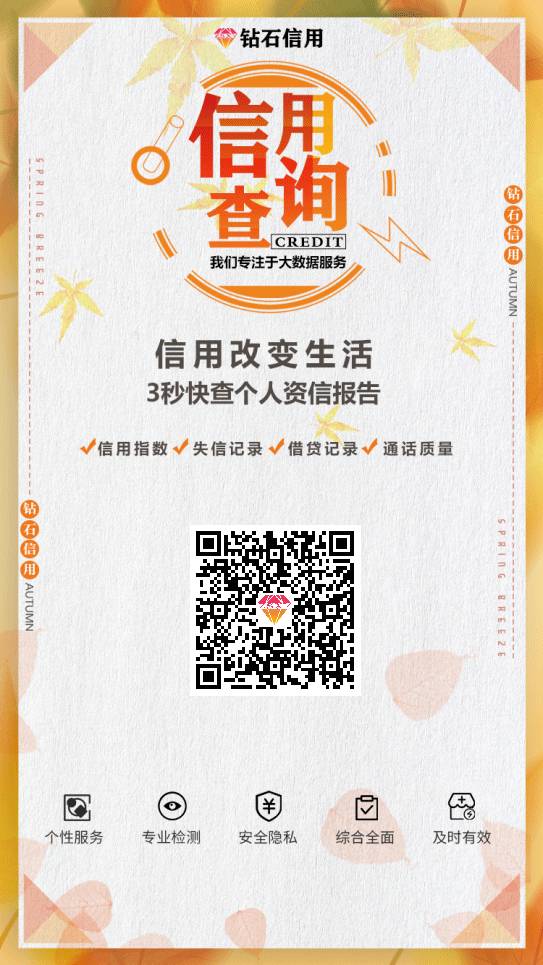 钻石信用
信用
查询
CREDIT
我们专注于大数据服务
SPRING BREEZE
钻石信用
AUTUMN
信用改变生活
3秒快查个人资信报告
信用指数 失信记录 借贷记录 通话质量
钻石信用
AUTUMN
SPRING BREEZE
个性服务 专业检测 安全隐私 综合全面 及时有效